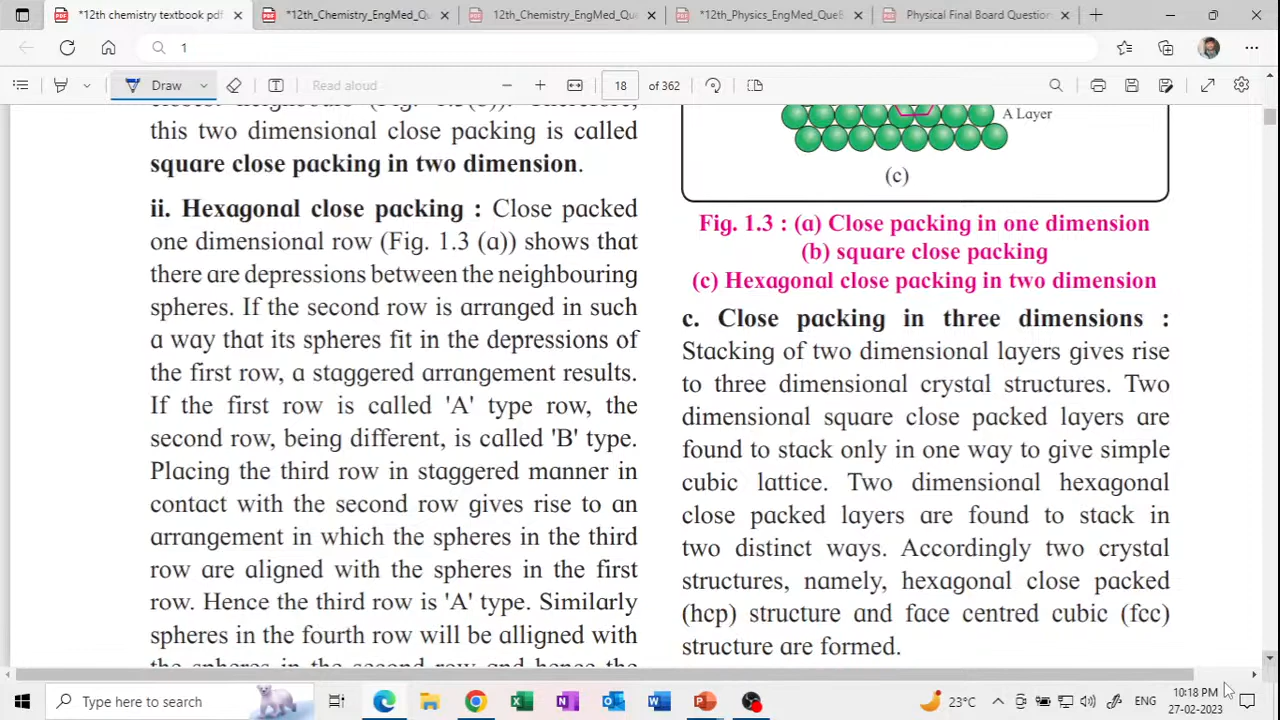 12th chemistry textbook pdf
*12th_Chemistry_EngMed_Qu
12th_Chemistry_EngMed_Que
*12th_Physics_EngMed_QueB
Physical Final Board Question
1
Draw
Read aloud
18
of 362
this two dimensional close packing is called
square close packing in two dimension.
ii. Hexagonal close packing : Close packed
one dimensional row (Fig. 1.3 (a)) shows that
there are depressions between the neighbouring
spheres. If the second row is arranged in such
a way that its spheres fit in the depressions of
the first row, a staggered arrangement results.
If the first row is called 'A' type row, the
second row, being different, is called 'B' type.
Placing the third row in staggered manner in
contact with the second row gives rise to an
arrangement in which the spheres in the third
row are aligned with the spheres in the first
row. Hence the third row is 'A' type. Similarly
spheres in the fourth row will be alligned with
the spheres in the second row and hence the
A Layer
(c)
Fig. 1.3 : (a) Close packing in one dimension
(b) square close packing
(c) Hexagonal close packing in two dimension
c. Close packing in three dimensions :
Stacking of two dimensional layers gives rise
to three dimensional crystal structures. Two
dimensional square close packed layers are
found to stack only in one way to give simple
cubic lattice. Two dimensional hexagonal
close packed layers are found to stack in
two distinct ways. Accordingly two crystal
structures, namely, hexagonal close packed
(hcp) structure and face centred cubic (fcc)
structure are formed.
Type here to search
23°C
ENG
10:18 PM
27-02-2023